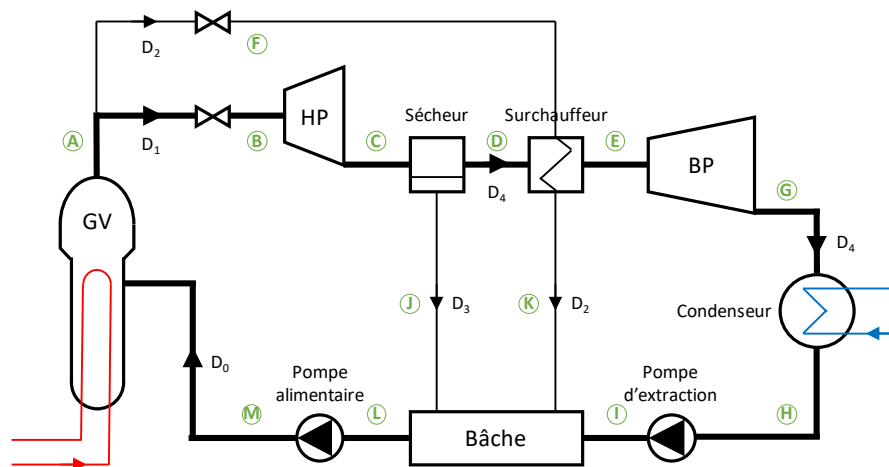 D₂
F
Sécheur
Surchauffeur
A
D₁
B
HP
C
D
D₄
E
BP
G
GV
D₄
J
D₃
K
D₂
Condenseur
D₀
Pompe
alimentaire
Pompe
d'extraction
M
L
Bâche
I
H